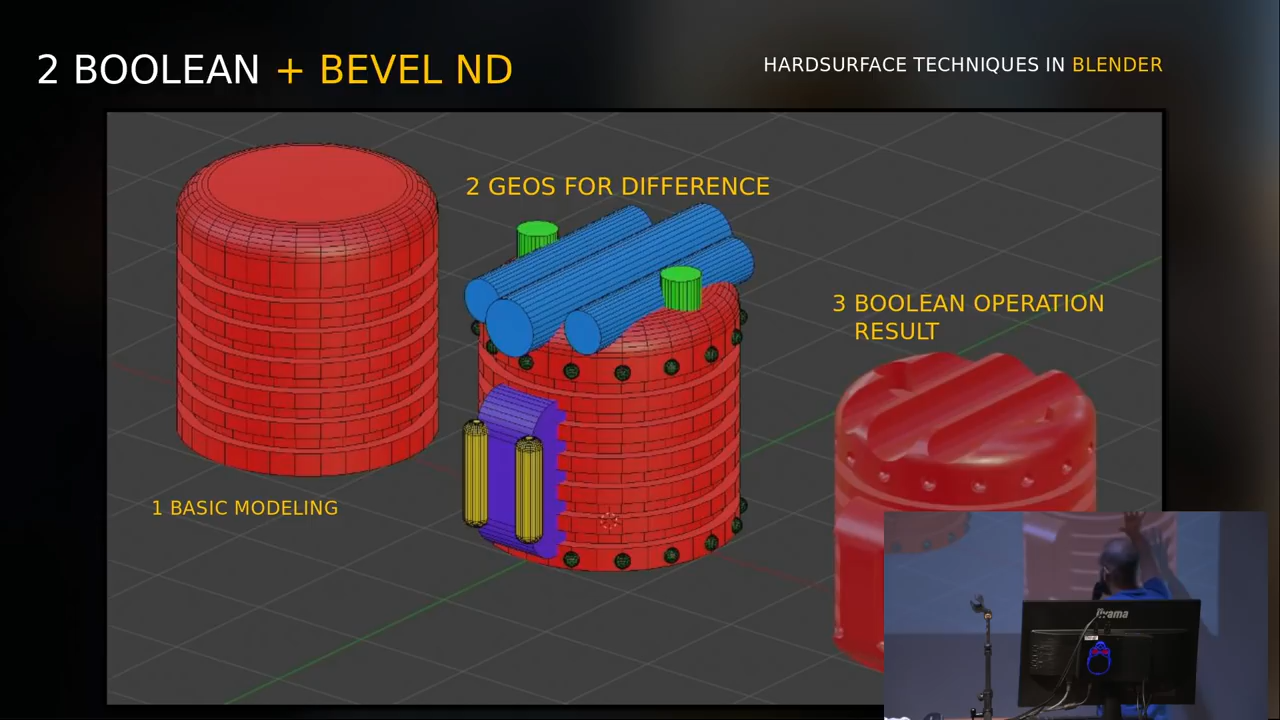 2 BOOLEAN + BEVEL ND
HARDSURFACE TECHNIQUES IN BLENDER
2 GEOS FOR DIFFERENCE
3 BOOLEAN OPERATION
RESULT
1 BASIC MODELING
iiyama